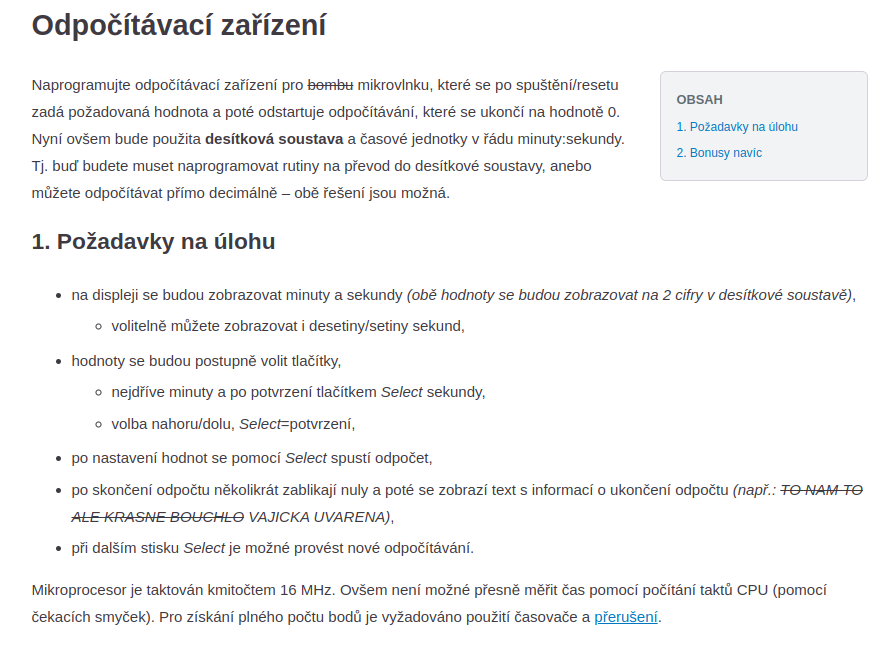 Odpočítávací zařízení
Naprogramujte odpočítávací zařízení pro bombu mikrovlnku, které se po spuštění/resetu
zadá požadovaná hodnota a poté odstartuje odpočítávání, které se ukončí na hodnotě 0.
Nyní ovšem bude použita desítková soustava a časové jednotky v řádu minuty:sekundy.
Tj. buď budete muset naprogramovat rutiny na převod do desítkové soustavy, anebo
můžete odpočítávat přímo decimálně – obě řešení jsou možná.
OBSAH
1. Požadavky na úlohu
2. Bonusy navíc
1. Požadavky na úlohu
• na displeji se budou zobrazovat minuty a sekundy (obě hodnoty se budou zobrazovat na 2 cifry v desítkové soustavě),
◦ volitelně můžete zobrazovat i desetiny/setiny sekund,
• hodnoty se budou postupně volit tlačítky,
◦ nejdříve minuty a po potvrzení tlačítkem Select sekundy,
◦ volba nahoru/dolu, Select=potvrzení,
• po nastavení hodnot se pomocí Select spustí odpočet,
• po skončení odpočtu několikrát zablikají nuly a poté se zobrazí text s informací o ukončení odpočtu (např.: TO NAM TO
ALE KRASNE BOUCHLO VAJICKA UVARENA),
• při dalším stisku Select je možné provést nové odpočítávání.
Mikroprocesor je taktován kmitočtem 16 MHz. Ovšem není možné přesně měřit čas pomocí počítání taktů CPU (pomocí
čekacích smyček). Pro získání plného počtu bodů je vyžadováno použití časovače a přerušení.